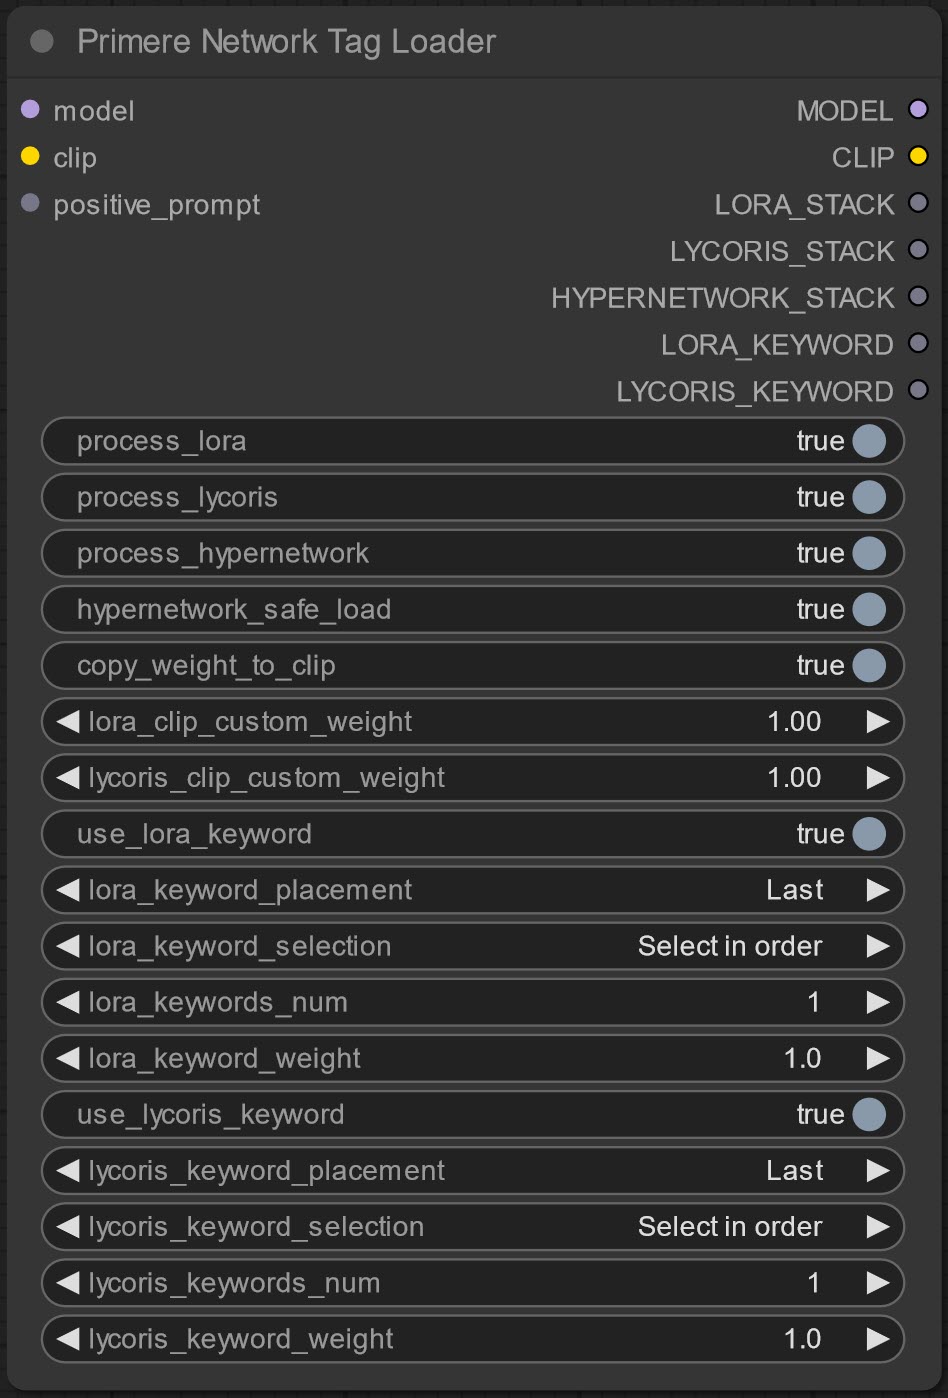 Primere Network Tag Loader
model MODEL
clip CLIP
positive_prompt LORA_STACK
LYCORIS_STACK
HYPERNETWORK_STACK
LORA_KEYWORD
LYCORIS_KEYWORD
process_lora true
process_lycoris true
process_hypernetwork true
hypernetwork_safe_load true
copy_weight_to_clip true
lora_clip_custom_weight 1.00
lycoris_clip_custom_weight 1.00
use_lora_keyword true
lora_keyword_placement Last
lora_keyword_selection Select in order
lora_keywords_num 1
lora_keyword_weight 1.0
use_lycoris_keyword true
lycoris_keyword_placement Last
lycoris_keyword_selection Select in order
lycoris_keywords_num 1
lycoris_keyword_weight 1.0